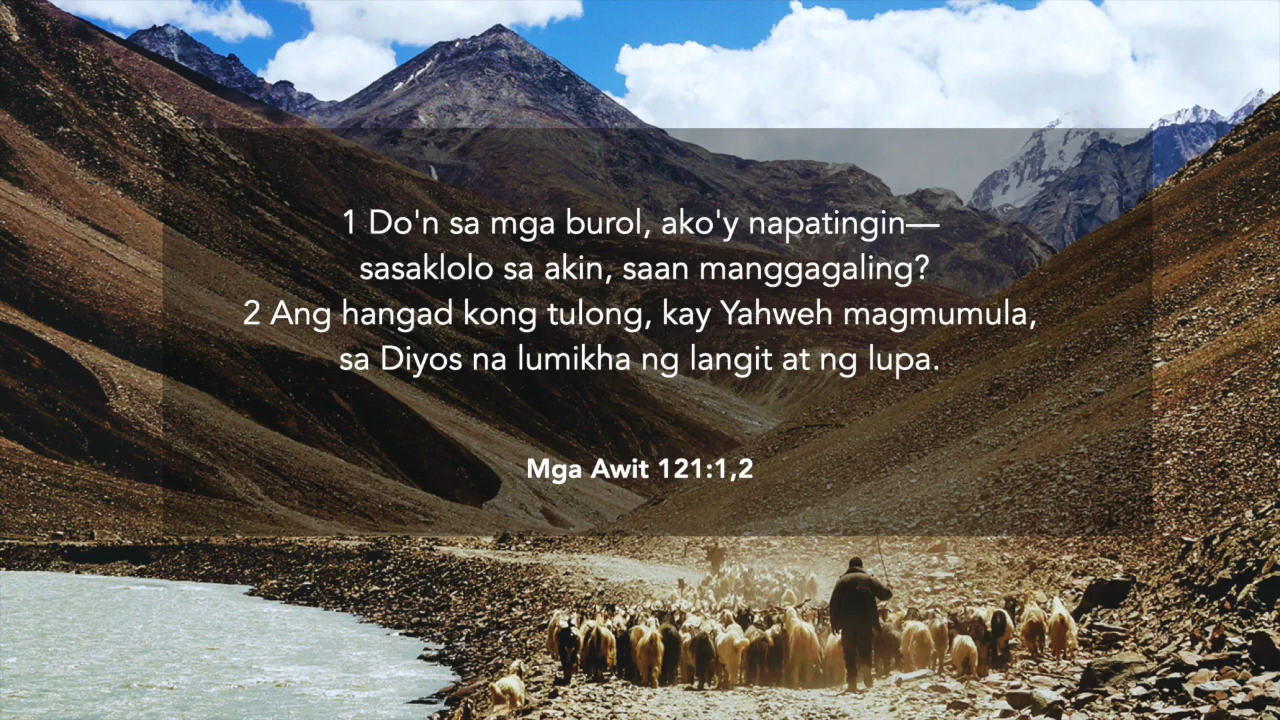 1 Do'n sa mga burol, ako'y napatingin—
sasaklolo sa akin, saan manggagaling?
2 Ang hangad kong tulong, kay Yahweh magmumula,
sa Diyos na lumikha ng langit at ng lupa.
Mga Awit 121:1,2